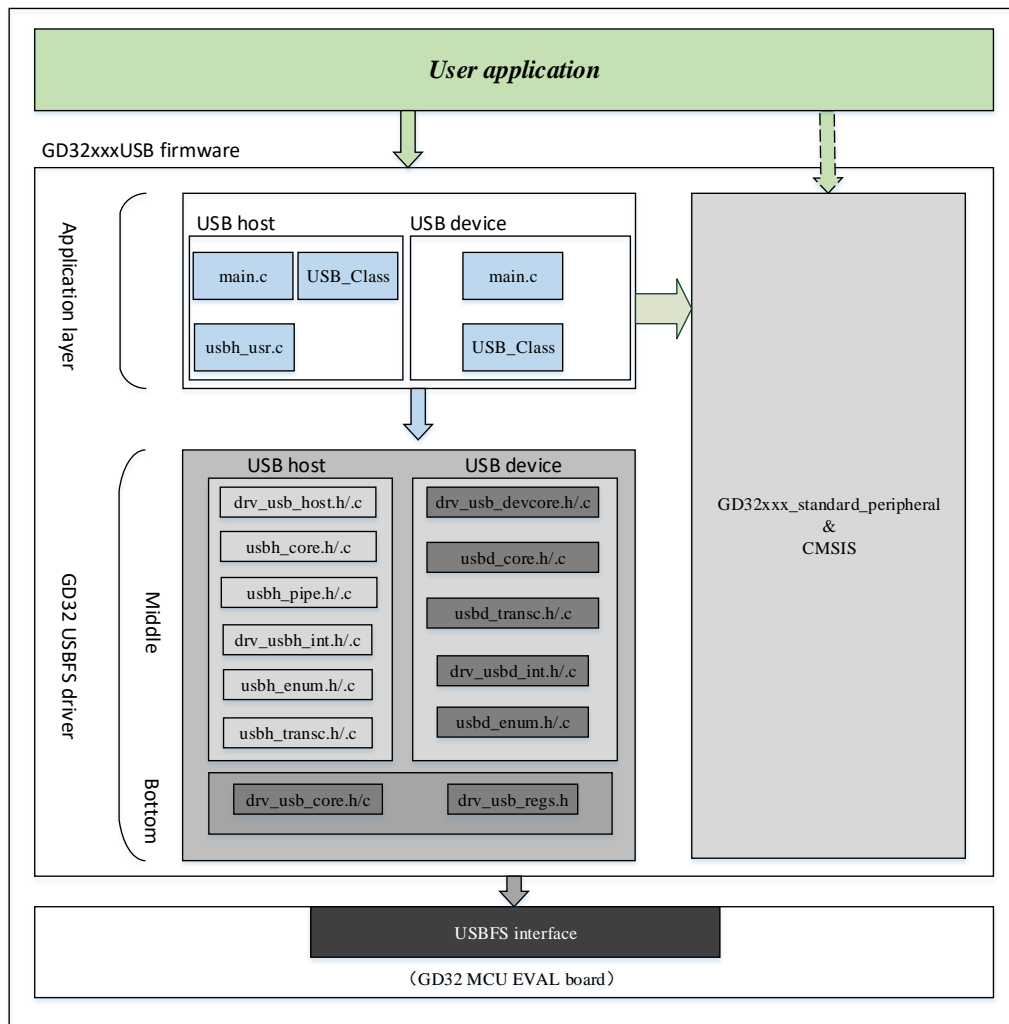 User application
GD32xxxUSB firmware
Application layer
USB host
USB device
main.c
USB_Class
main.c
usbh_usr.c
USB_Class
GD32 USBFS driver
Middle
USB host
USB device
drv_usb_host.h/.c
drv_usb_devcore.h/.c
usbh_core.h/.c
usbd_core.h/.c
usbh_pipe.h/.c
usbd_transc.h/.c
drv_usbh_int.h/.c
drv_usbd_int.h/.c
usbh_enum.h/.c
usbd_enum.h/.c
usbh_transc.h/.c
Bottom
drv_usb_core.h/c
drv_usb_regs.h
GD32xxx_standard_peripheral
&
CMSIS
USBFS interface
（GD32 MCU EVAL board）